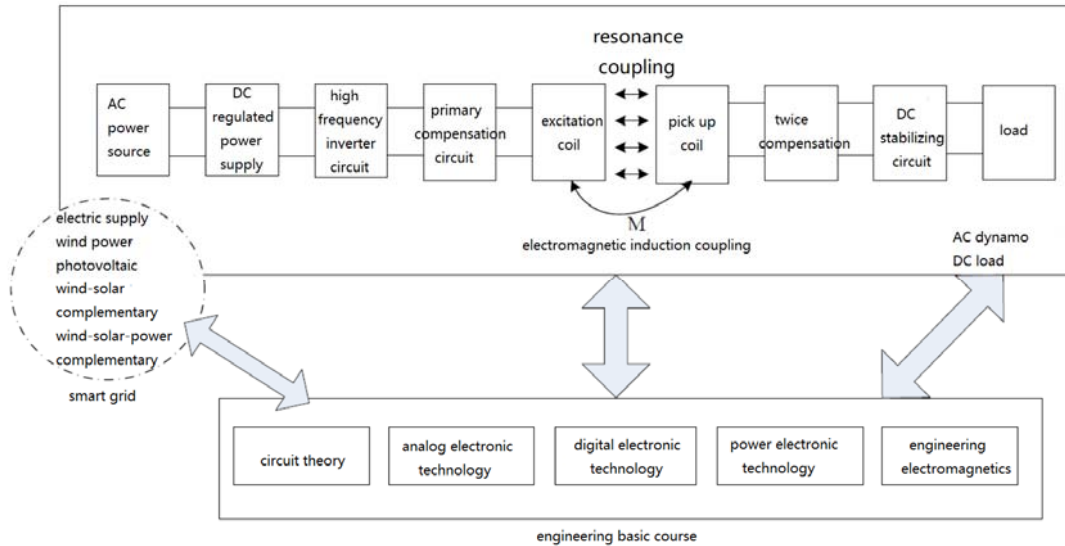 resonance
coupling
AC
power
source
DC
regulated
power
supply
high
frequency
inverter
circuit
primary
compensation
circuit
excitation
coil
pick up
coil
twice
compensation
DC
stabilizing
circuit
load
M
electromagnetic induction coupling
AC dynamo
DC load
electric supply
wind power
photovoltaic
wind-solar
complementary
wind-solar-power
complementary
smart grid
circuit theory
analog electronic
technology
digital electronic
technology
power electronic
technology
engineering
electromagnetics
engineering basic course